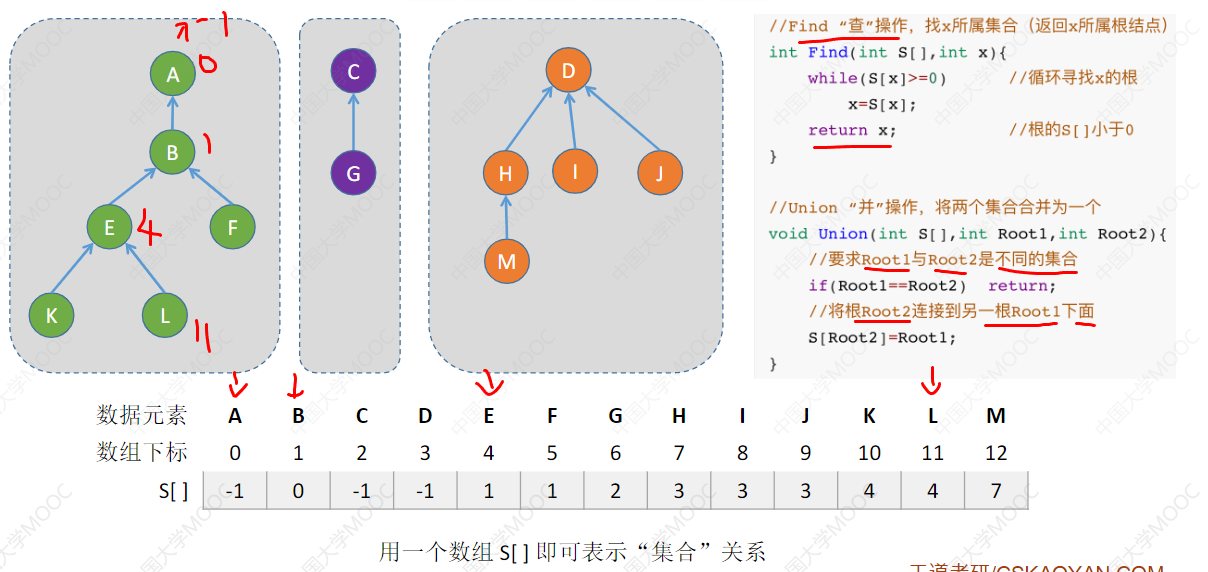 -1
A
0
B
1
E
4
F
K
L
11
C
G
D
H
I
J
M
//Find “查”操作，找x所属集合（返回x所属根结点）
int Find(int S[],int x){
while(S[x]>=0) //循环寻找x的根
x=S[x];
return x; //根的S[]小于0
}
//Union “并”操作，将两个集合合并为一个
void Union(int S[],int Root1,int Root2){
//要求Root1与Root2是不同的集合
if(Root1==Root2) return;
//将根Root2连接到另一根Root1下面
S[Root2]=Root1;
}
数据元素 A B C D E F G H I J K L M
数组下标 0 1 2 3 4 5 6 7 8 9 10 11 12
S[ ] -1 0 -1 -1 1 1 2 3 3 3 4 4 7
用一个数组 S[ ] 即可表示“集合”关系
王道考研/CSKAOYAN.COM
中国大学MOOC